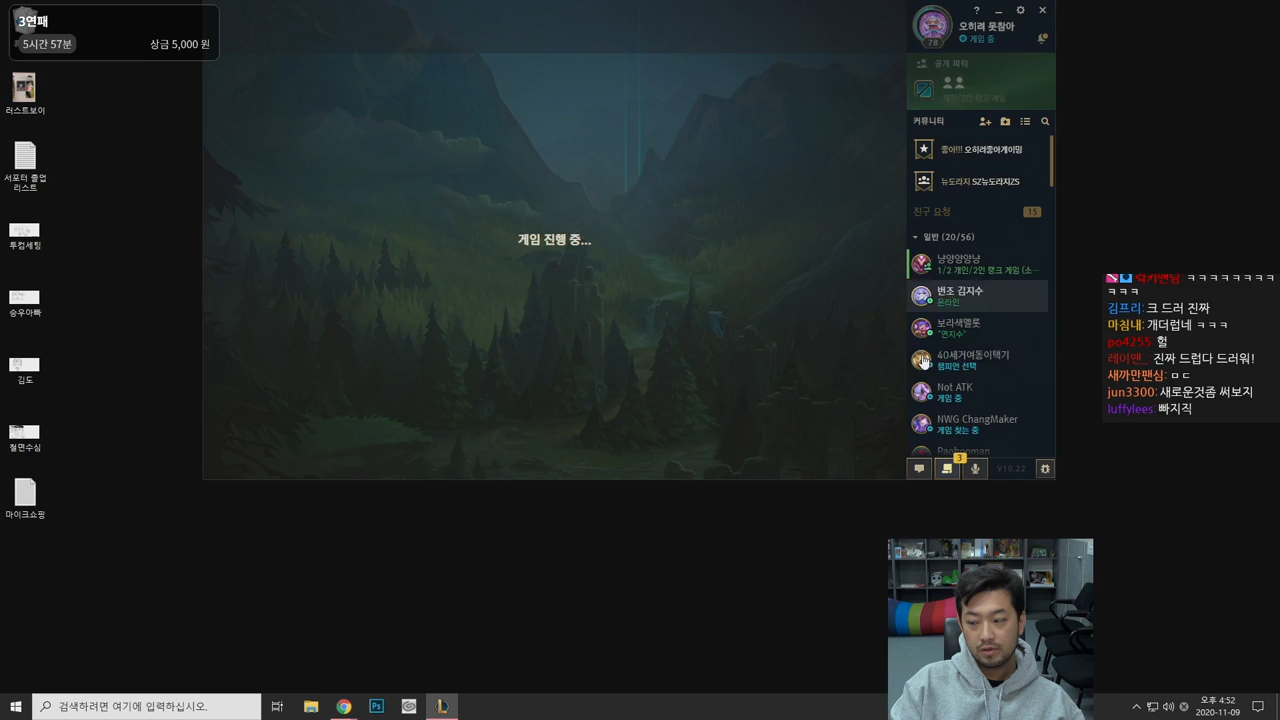 3연패
5시간 57분
상금 5,000 원
러스트보이
서포터 졸업
리스트
투컴세팅
승우아빠
김도
철면수심
마이크쇼핑
게임 진행 중...
?
오히려 못참아
게임 중
78
공개 파티
커뮤니티
좋아!!! 오히려좋아게이밍
뉴도라지 SZ뉴도라지ZS
친구 요청
15
일반 (20/56)
냥양양양냥
1/2 개인/2인 랭크 게임 (소...
번조 김지수
온라인
보라색멜롯
"연지수"
40세거여돌이택기
챔피언 선택
Not ATK
게임 중
NWG ChangMaker
게임 찾는 중
3
V10.22
ㅋㅋㅋㅋㅋㅋㅋㅋ
ㅋㅋㅋ
김프리: 크 드러 진짜
마침내: 개더럽네 ㅋㅋㅋ
po4255: 헐
레이맨_: 진짜 드럽다 드러워!
새까만팬심: ㅁㄷ
jun3300: 새로운것좀 써보지
luffylees: 빠지직
검색하려면 여기에 입력하십시오.
Ps
오후 4:52
2020-11-09